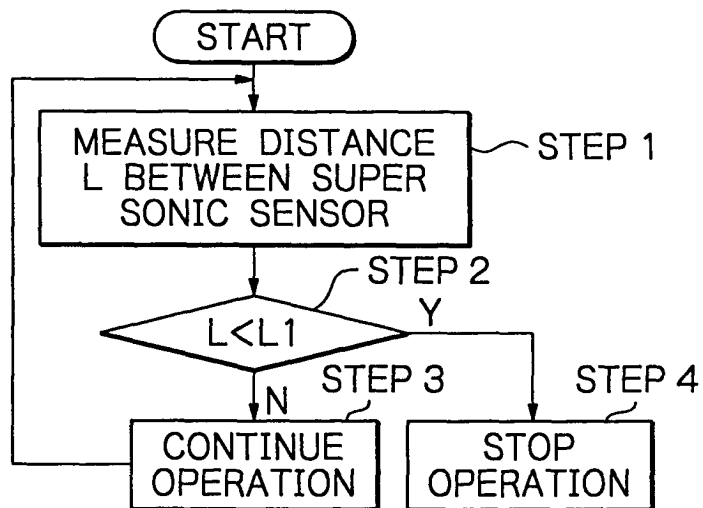 START
MEASURE DISTANCE
L BETWEEN SUPER
SONIC SENSOR
STEP 1
STEP 2
L<L1
Y
N
STEP 3
CONTINUE
OPERATION
STEP 4
STOP
OPERATION